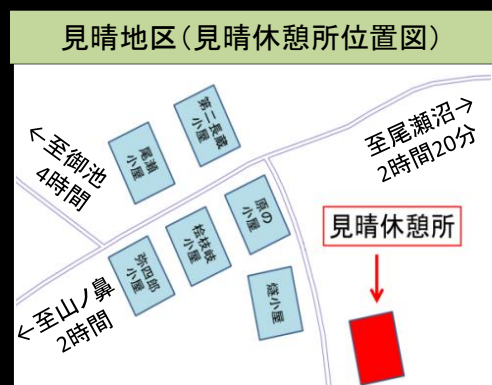 見晴地区(見晴休憩所位置図)
第二長蔵
小屋
尾瀬
小屋
←至御池
4時間
至尾瀬沼→
2時間20分
原の
小屋
桧枝岐
小屋
弥四郎
小屋
燧小屋
見晴休憩所
←至山ノ鼻
2時間